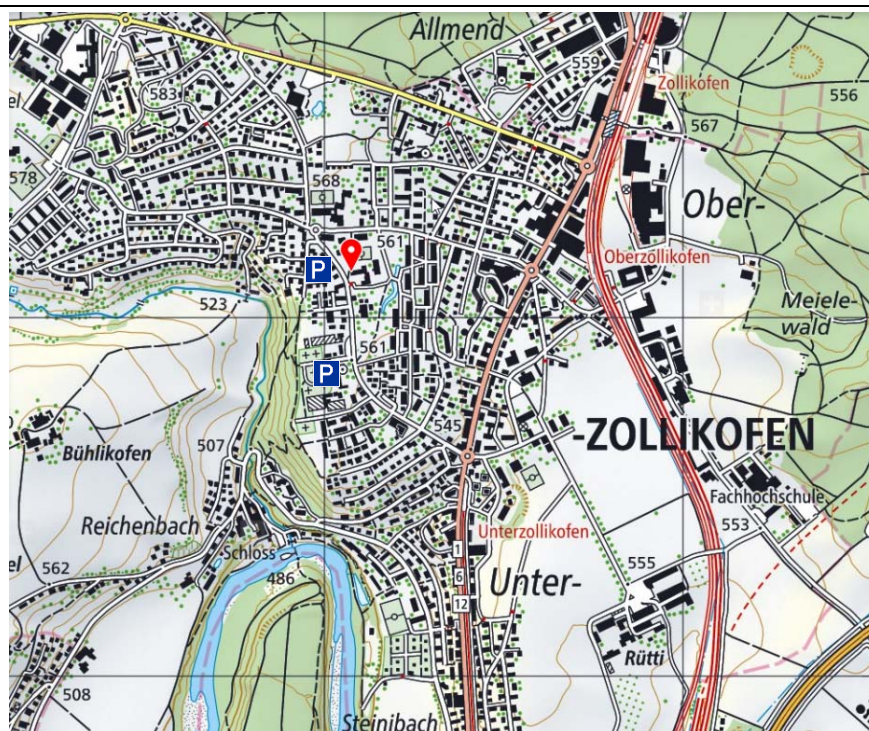 Allmend
559
Zollikofen
556
583
567
578
568
Ober-
561
Oberzollikofen
P
523
Meiele-
wald
561
P
545
-ZOLLIKOFEN
507
Bühlikofen
Fachhochschule
Reichenbach
Unterzollikofen
553
Schloss
1
555
562
486
6
Unter-
12
Rütti
508
Steinibach